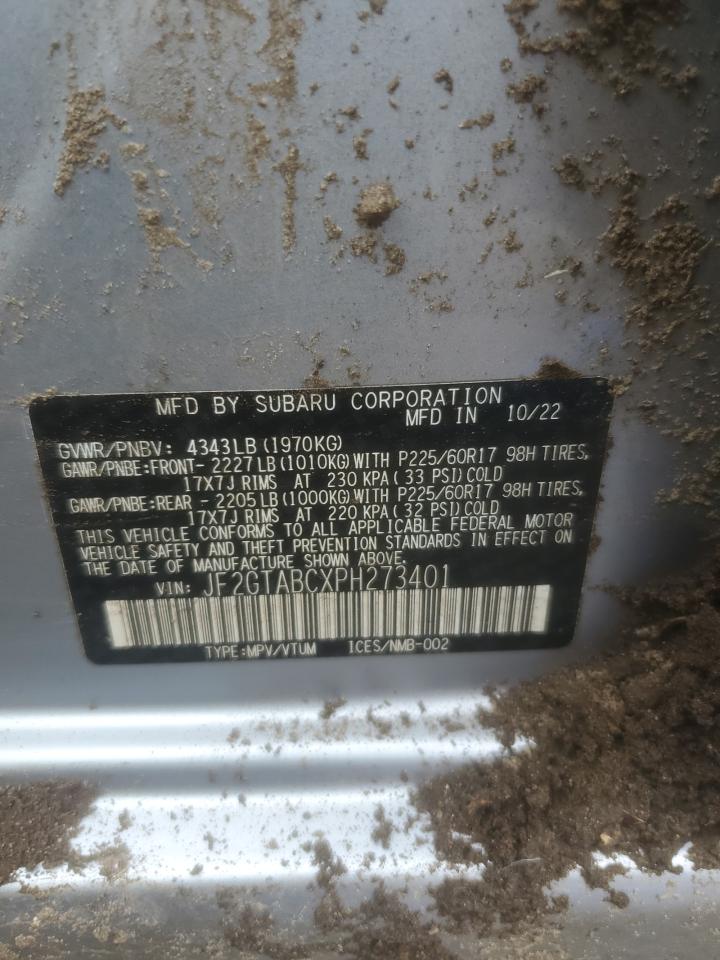 MFD BY SUBARU CORPORATION
MFD IN 10/22
GVWR/PNBV: 4343LB (1970KG)
GAWR/PNBE:FRONT- 2227LB (1010KG)WITH P225/60R17 98H TIRES,
17X7J RIMS AT 230 KPA ( 33 PSI) COLD
GAWR/PNBE:REAR - 2205LB (1000KG)WITH P225/60R17 98H TIRES,
17X7J RIMS AT 220 KPA ( 32 PSI) COLD
THIS VEHICLE CONFORMS TO ALL APPLICABLE FEDERAL MOTOR
VEHICLE SAFETY AND THEFT PREVENTION STANDARDS IN EFFECT ON
THE DATE OF MANUFACTURE SHOWN ABOVE.
VIN: JF2GTABCXPH273401
TYPE:MPV/VTUM ICES/NMB-002